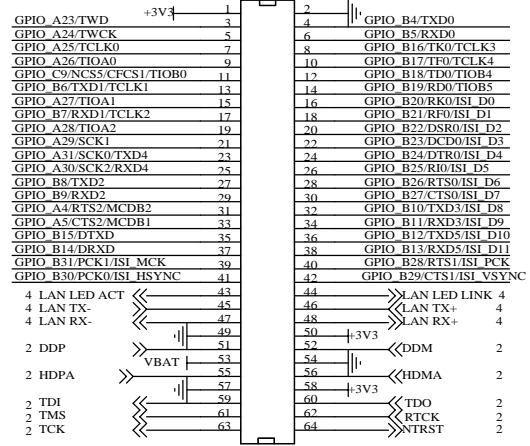 +3V3 1 2
GPIO_A23/TWD 3 4 GPIO_B4/TXD0
GPIO_A24/TWCK 5 6 GPIO_B5/RXD0
GPIO_A25/TCLK0 7 8 GPIO_B16/TK0/TCLK3
GPIO_A26/TIOA0 9 10 GPIO_B17/TF0/TCLK4
GPIO_C9/NCS5/CFCS1/TIOB0 11 12 GPIO_B18/TD0/TIOB4
GPIO_B6/TXD1/TCLK1 13 14 GPIO_B19/RD0/TIOB5
GPIO_A27/TIOA1 15 16 GPIO_B20/RK0/ISI_D0
GPIO_B7/RXD1/TCLK2 17 18 GPIO_B21/RF0/ISI_D1
GPIO_A28/TIOA2 19 20 GPIO_B22/DSR0/ISI_D2
GPIO_A29/SCK1 21 22 GPIO_B23/DCD0/ISI_D3
GPIO_A31/SCK0/TXD4 23 24 GPIO_B24/DTR0/ISI_D4
GPIO_A30/SCK2/RXD4 25 26 GPIO_B25/RI0/ISI_D5
GPIO_B8/TXD2 27 28 GPIO_B26/RTS0/ISI_D6
GPIO_B9/RXD2 29 30 GPIO_B27/CTS0/ISI_D7
GPIO_A4/RTS2/MCDB2 31 32 GPIO_B10/TXD3/ISI_D8
GPIO_A5/CTS2/MCDB1 33 34 GPIO_B11/RXD3/ISI_D9
GPIO_B15/DTXD 35 36 GPIO_B12/TXD5/ISI_D10
GPIO_B14/DRXD 37 38 GPIO_B13/RXD5/ISI_D11
GPIO_B31/PCK1/ISI_MCK 39 40 GPIO_B28/RTS1/ISI_PCK
GPIO_B30/PCK0/ISI_HSYNC 41 42 GPIO_B29/CTS1/ISI_VSYNC
4 LAN LED ACT 43 44 LAN LED LINK 4
4 LAN TX- 45 46 LAN TX+ 4
4 LAN RX- 47 48 LAN RX+ 4
49 50 +3V3
2 DDP 51 52 DDM 2
VBAT 53 54
2 HDPA 55 56 HDMA 2
57 58 +3V3
2 TDI 59 60 TDO 2
2 TMS 61 62 RTCK 2
2 TCK 63 64 NTRST 2